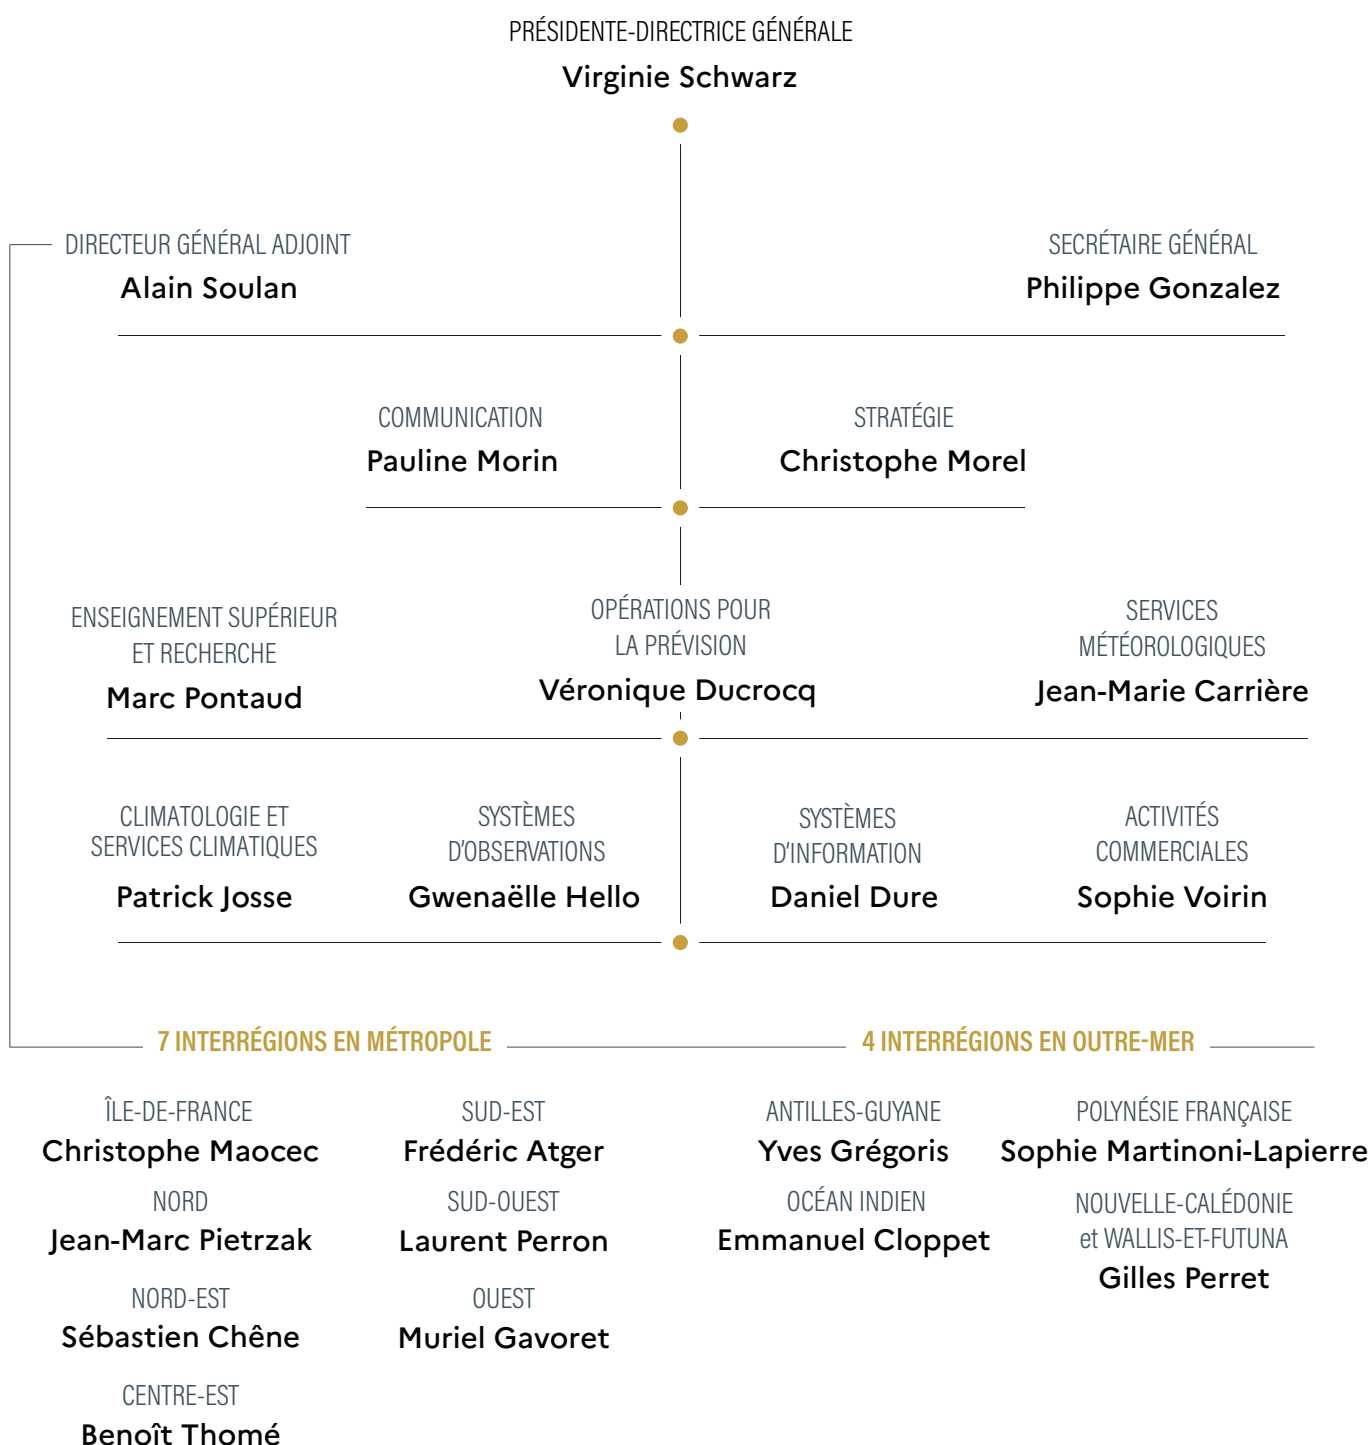 PRÉSIDENTE-DIRECTRICE GÉNÉRALE
Virginie Schwarz
DIRECTEUR GÉNÉRAL ADJOINT
Alain Soulan
SECRÉTAIRE GÉNÉRAL
Philippe Gonzalez
COMMUNICATION
Pauline Morin
STRATÉGIE
Christophe Morel
ENSEIGNEMENT SUPÉRIEUR
ET RECHERCHE
Marc Pontaud
OPÉRATIONS POUR
LA PRÉVISION
Véronique Ducrocq
SERVICES
MÉTÉOROLOGIQUES
Jean-Marie Carrière
CLIMATOLOGIE ET
SERVICES CLIMATIQUES
Patrick Josse
SYSTÈMES
D'OBSERVATIONS
Gwenaëlle Hello
SYSTÈMES
D'INFORMATION
Daniel Dure
ACTIVITÉS
COMMERCIALES
Sophie Voirin
7 INTERRÉGIONS EN MÉTROPOLE
ÎLE-DE-FRANCE
Christophe Maocec
NORD
Jean-Marc Pietrzak
NORD-EST
Sébastien Chêne
CENTRE-EST
Benoît Thomé
SUD-EST
Frédéric Atger
SUD-OUEST
Laurent Perron
OUEST
Muriel Gavoret
4 INTERRÉGIONS EN OUTRE-MER
ANTILLES-GUYANE
Yves Grégoris
OCÉAN INDIEN
Emmanuel Cloppet
POLYNÉSIE FRANÇAISE
Sophie Martinoni-Lapierre
NOUVELLE-CALÉDONIE
et WALLIS-ET-FUTUNA
Gilles Perret